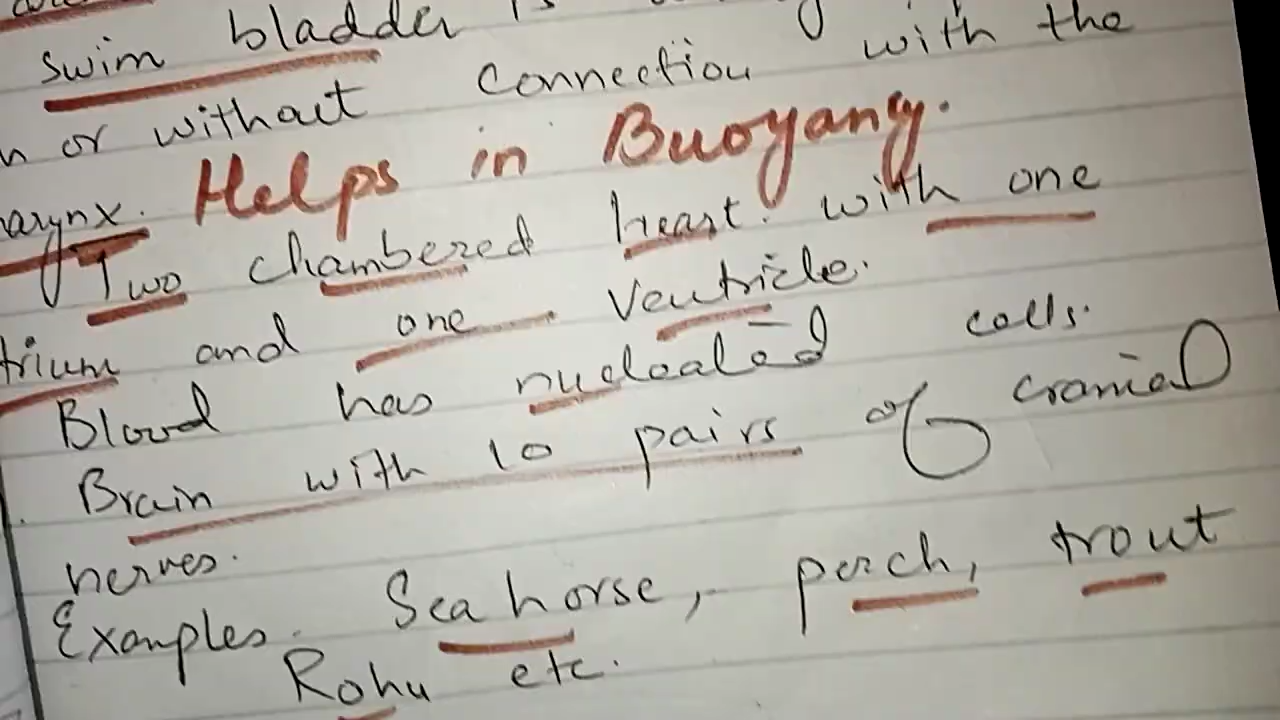 swim bladder is
or without connection with the
Helps in Buoyancy.
arynx.
Two chambered heart. with one
trium and one ventricle.
Blood has nucleated cells.
Brain with 10 pairs of cranial
nerves.
Examples. Sea horse, perch, trout
Rohu etc.